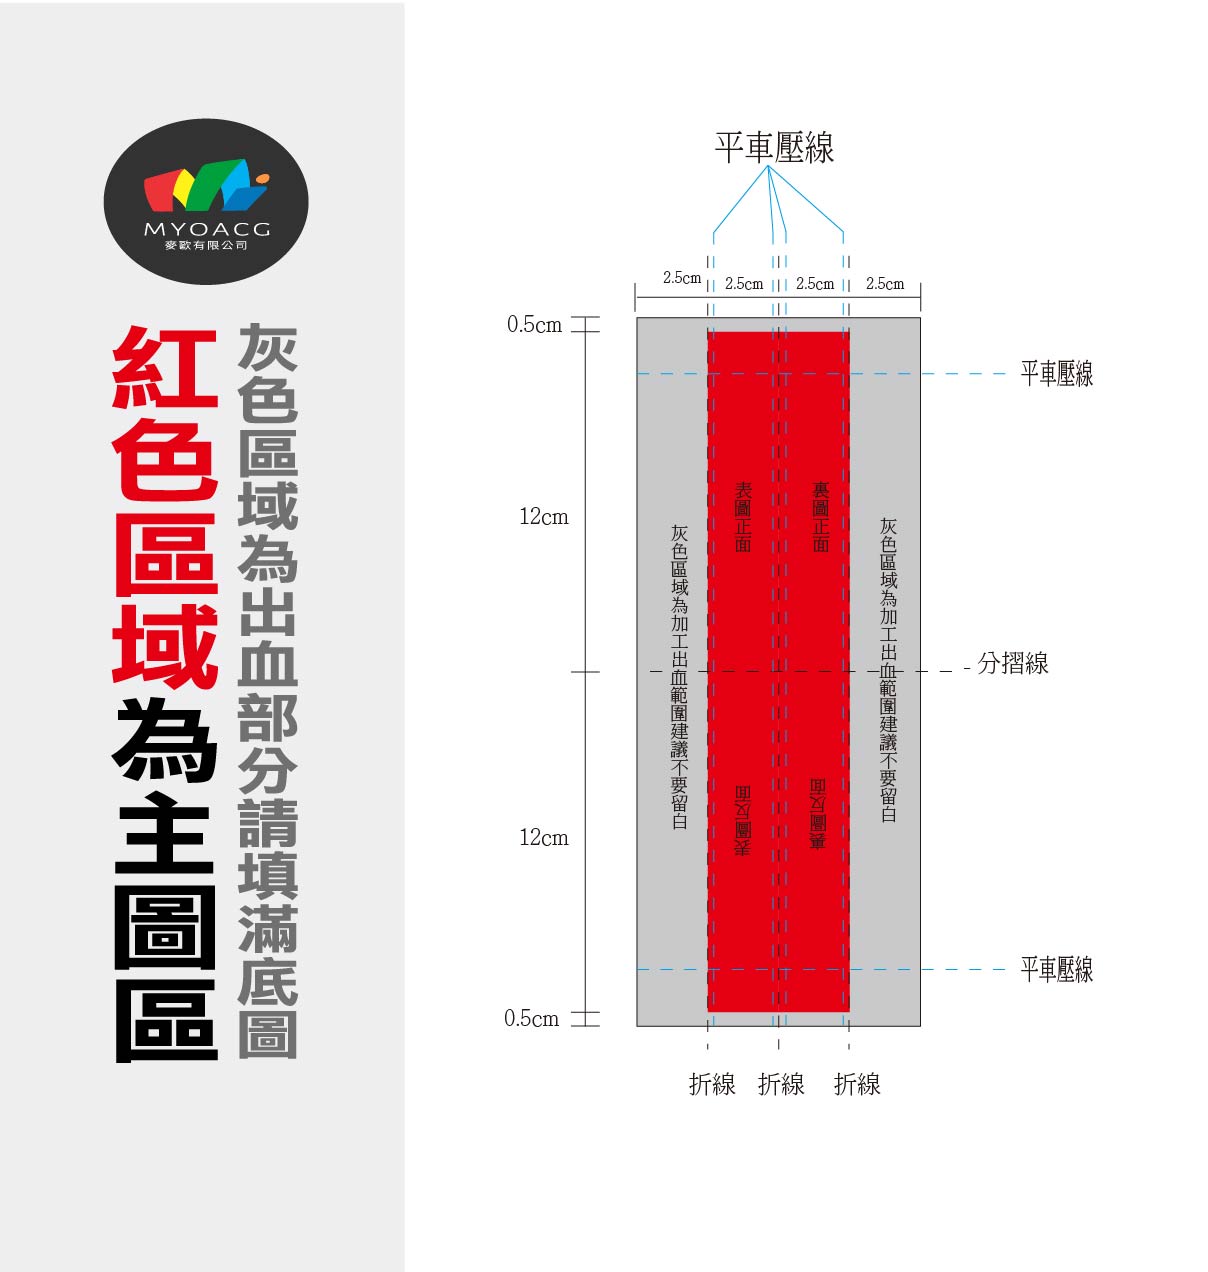 MYOACG
麥歐有限公司
紅色區域為主圖區
灰色區域為出血部分請填滿底圖
平車壓線
2.5cm
2.5cm
2.5cm
2.5cm
0.5cm
平車壓線
12cm
表圖正面
裏圖正面
灰色區域為加工出血範圍建議不要留白
灰色區域為加工出血範圍建議不要留白
分摺線
表圖反面
裏圖反面
12cm
平車壓線
0.5cm
折線
折線
折線